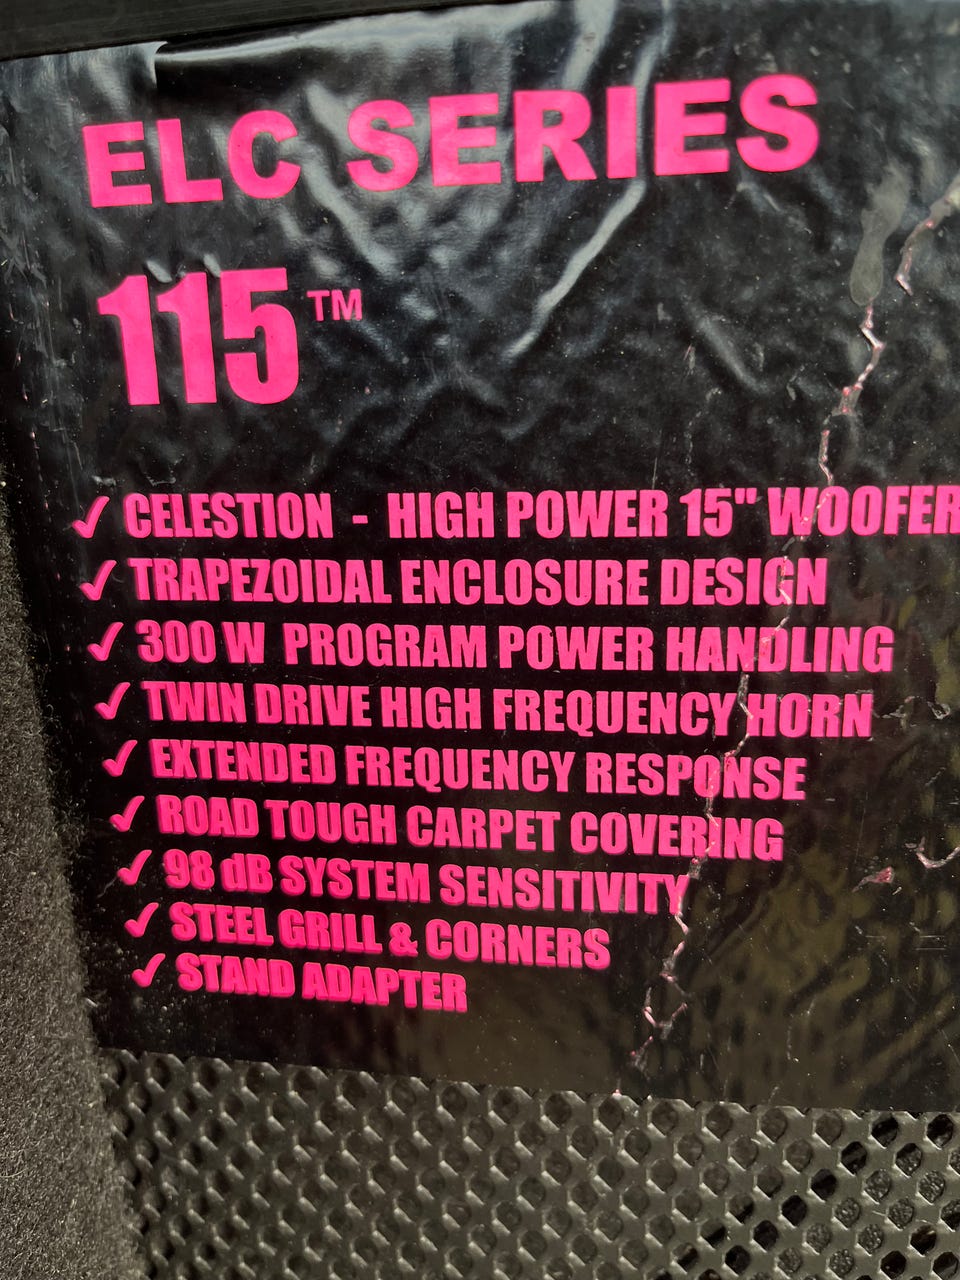 ELC SERIES
115™
✓ CELESTION - HIGH POWER 15" WOOFER
✓ TRAPEZOIDAL ENCLOSURE DESIGN
✓ 300 W PROGRAM POWER HANDLING
✓ TWIN DRIVE HIGH FREQUENCY HORN
✓ EXTENDED FREQUENCY RESPONSE
✓ ROAD TOUGH CARPET COVERING
✓ 98 dB SYSTEM SENSITIVITY
✓ STEEL GRILL & CORNERS
✓ STAND ADAPTER